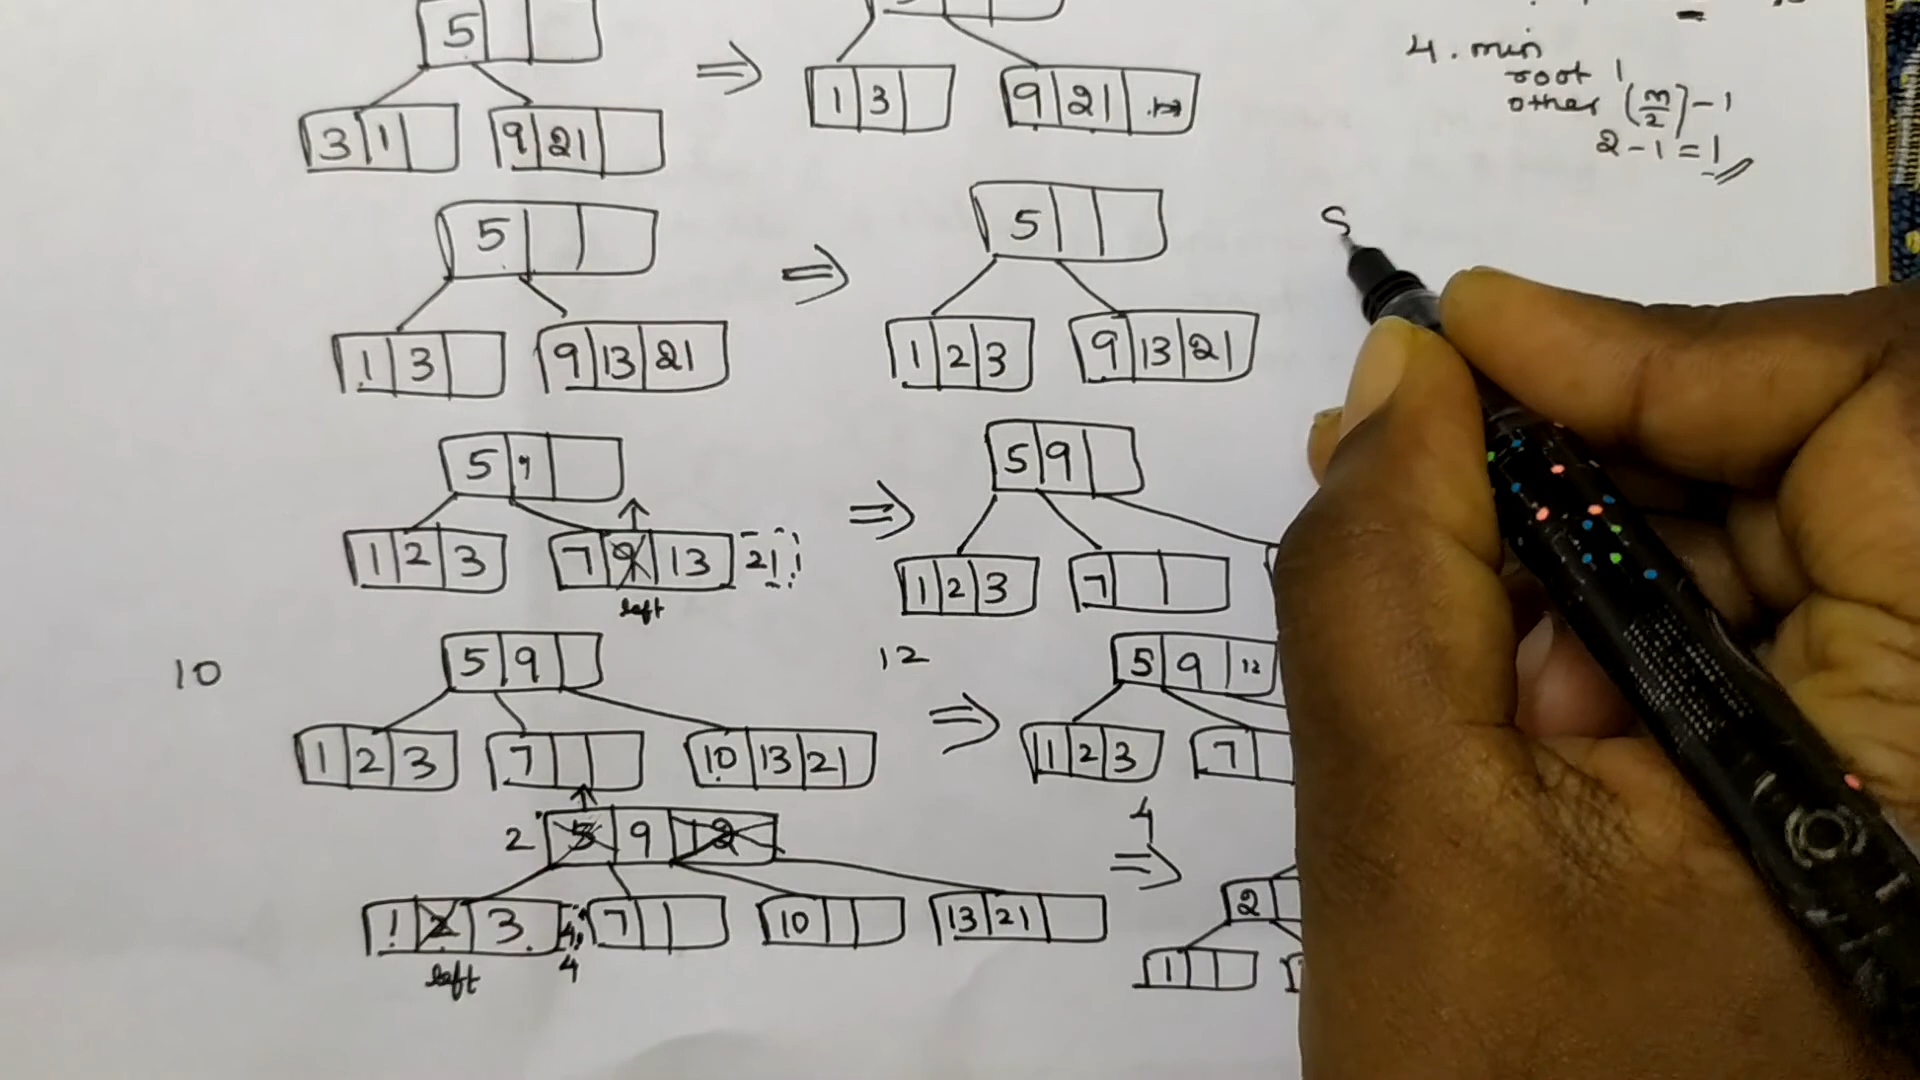 5
4. min
root 1
other (m/2) - 1
2 - 1 = 1
3 1 9 21
1 3 9 21
5 5
1 3 9 13 21
1 2 3 9 13 21
5 9
5 9
1 2 3 7 9 13 21
left
1 2 3 7
10
5 9
12
5 9 12
1 2 3 7 10 13 21
1 2 3 7
2 5 9 12
4
1 2 3 4 7 10 13 21
left
4
2
1
S